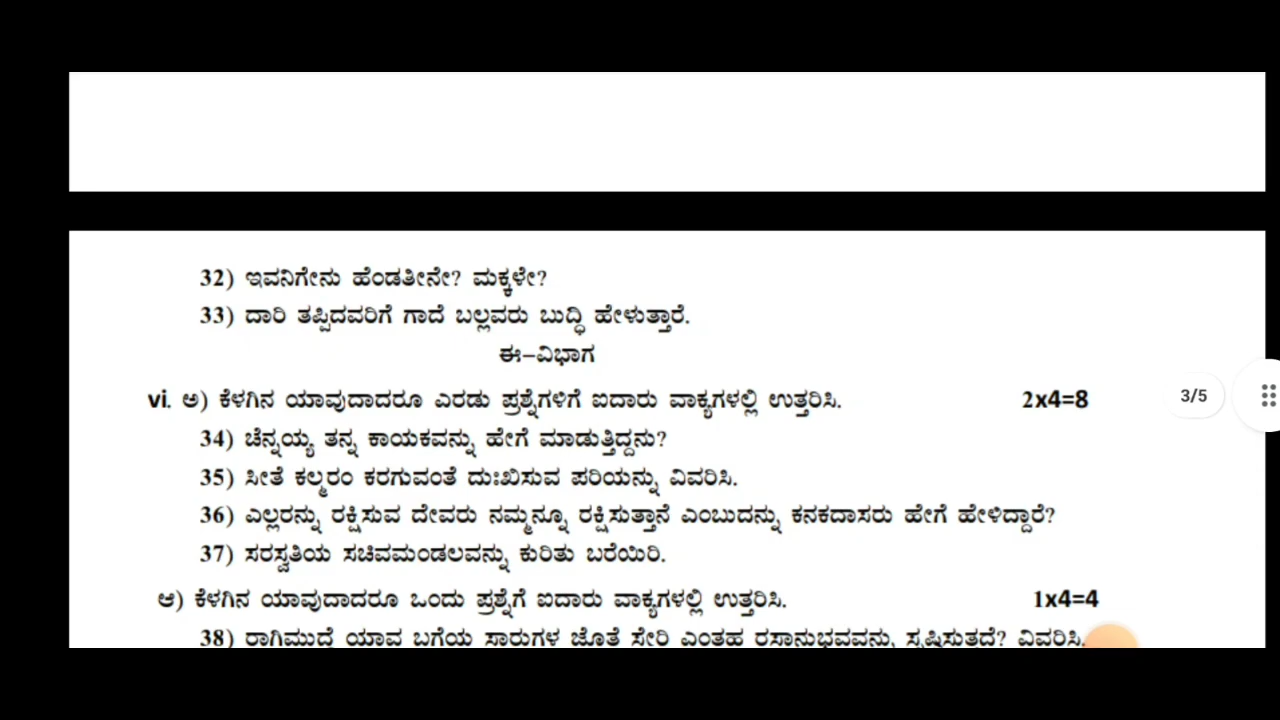 32) ಇವನಿಗೇನು ಹೆಂಡತೀನೇ? ಮಕ್ಕಳೇ?
33) ದಾರಿ ತಪ್ಪಿದವರಿಗೆ ಗಾದೆ ಬಲ್ಲವರು ಬುದ್ಧಿ ಹೇಳುತ್ತಾರೆ.
ಈ-ವಿಭಾಗ
vi. ಅ) ಕೆಳಗಿನ ಯಾವುದಾದರೂ ಎರಡು ಪ್ರಶ್ನೆಗಳಿಗೆ ಐದಾರು ವಾಕ್ಯಗಳಲ್ಲಿ ಉತ್ತರಿಸಿ. 2x4=8
3/5
34) ಚೆನ್ನಯ್ಯ ತನ್ನ ಕಾಯಕವನ್ನು ಹೇಗೆ ಮಾಡುತ್ತಿದ್ದನು?
35) ಸೀತೆ ಕಲ್ಮರಂ ಕರಗುವಂತೆ ದುಃಖಿಸುವ ಪರಿಯನ್ನು ವಿವರಿಸಿ.
36) ಎಲ್ಲರನ್ನು ರಕ್ಷಿಸುವ ದೇವರು ನಮ್ಮನ್ನೂ ರಕ್ಷಿಸುತ್ತಾನೆ ಎಂಬುದನ್ನು ಕನಕದಾಸರು ಹೇಗೆ ಹೇಳಿದ್ದಾರೆ?
37) ಸರಸ್ವತಿಯ ಸಚಿವಮಂಡಲವನ್ನು ಕುರಿತು ಬರೆಯಿರಿ.
ಆ) ಕೆಳಗಿನ ಯಾವುದಾದರೂ ಒಂದು ಪ್ರಶ್ನೆಗೆ ಐದಾರು ವಾಕ್ಯಗಳಲ್ಲಿ ಉತ್ತರಿಸಿ. 1x4=4
38) ರಾಗಿಮುದ್ದೆ ಯಾವ ಬಗೆಯ ಸಾರುಗಳ ಜೊತೆ ಸೇರಿ ಎಂತಹ ರಸಾನುಭವವನ್ನು ಸೃಷ್ಟಿಸುತ್ತದೆ? ವಿವರಿಸಿ.